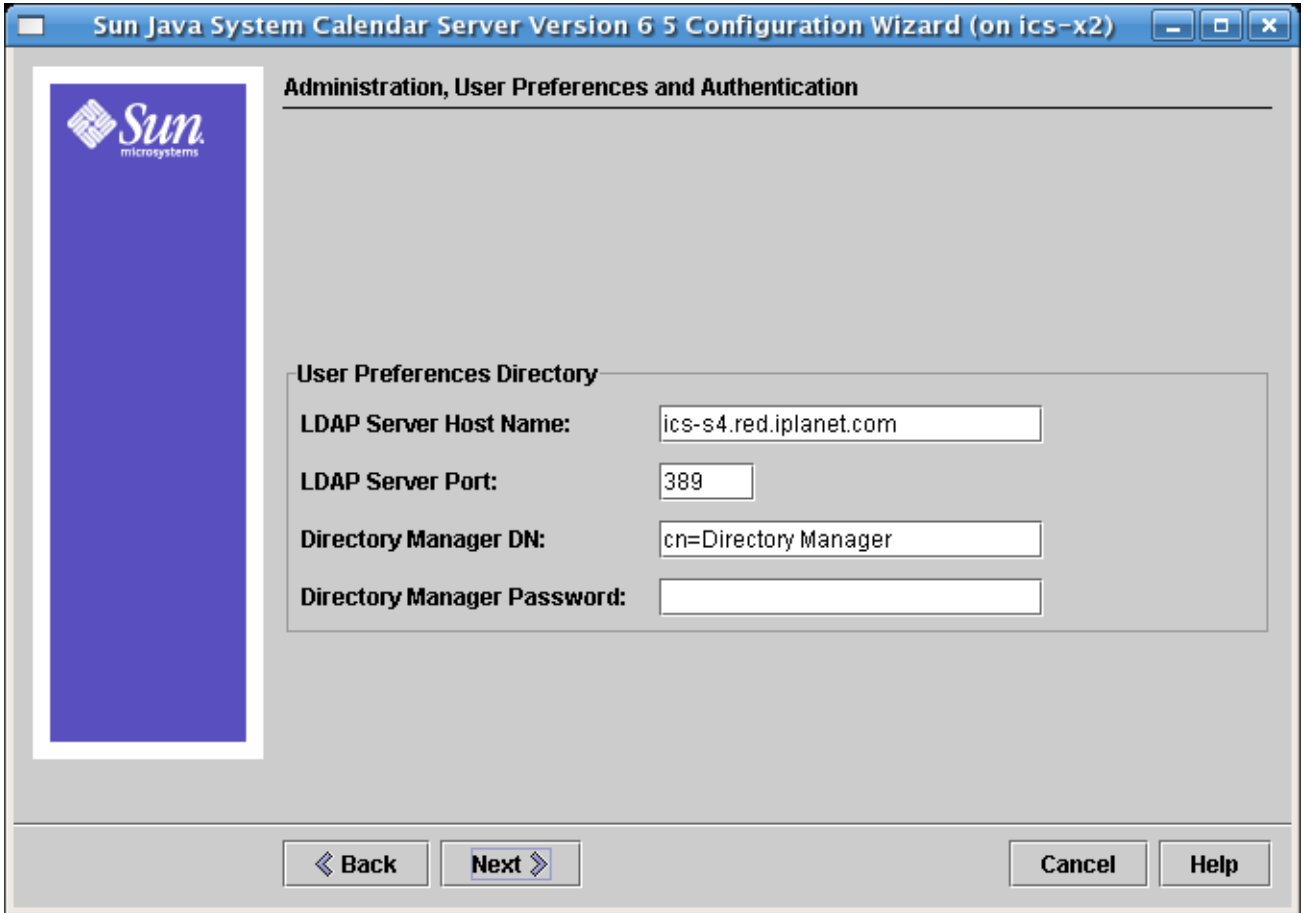 Sun Java System Calendar Server Version 6 5 Configuration Wizard (on ics-x2)
Sun
microsystems
Administration, User Preferences and Authentication
User Preferences Directory
LDAP Server Host Name: ics-s4.red.iplanet.com
LDAP Server Port: 389
Directory Manager DN: cn=Directory Manager
Directory Manager Password:
Back Next Cancel Help